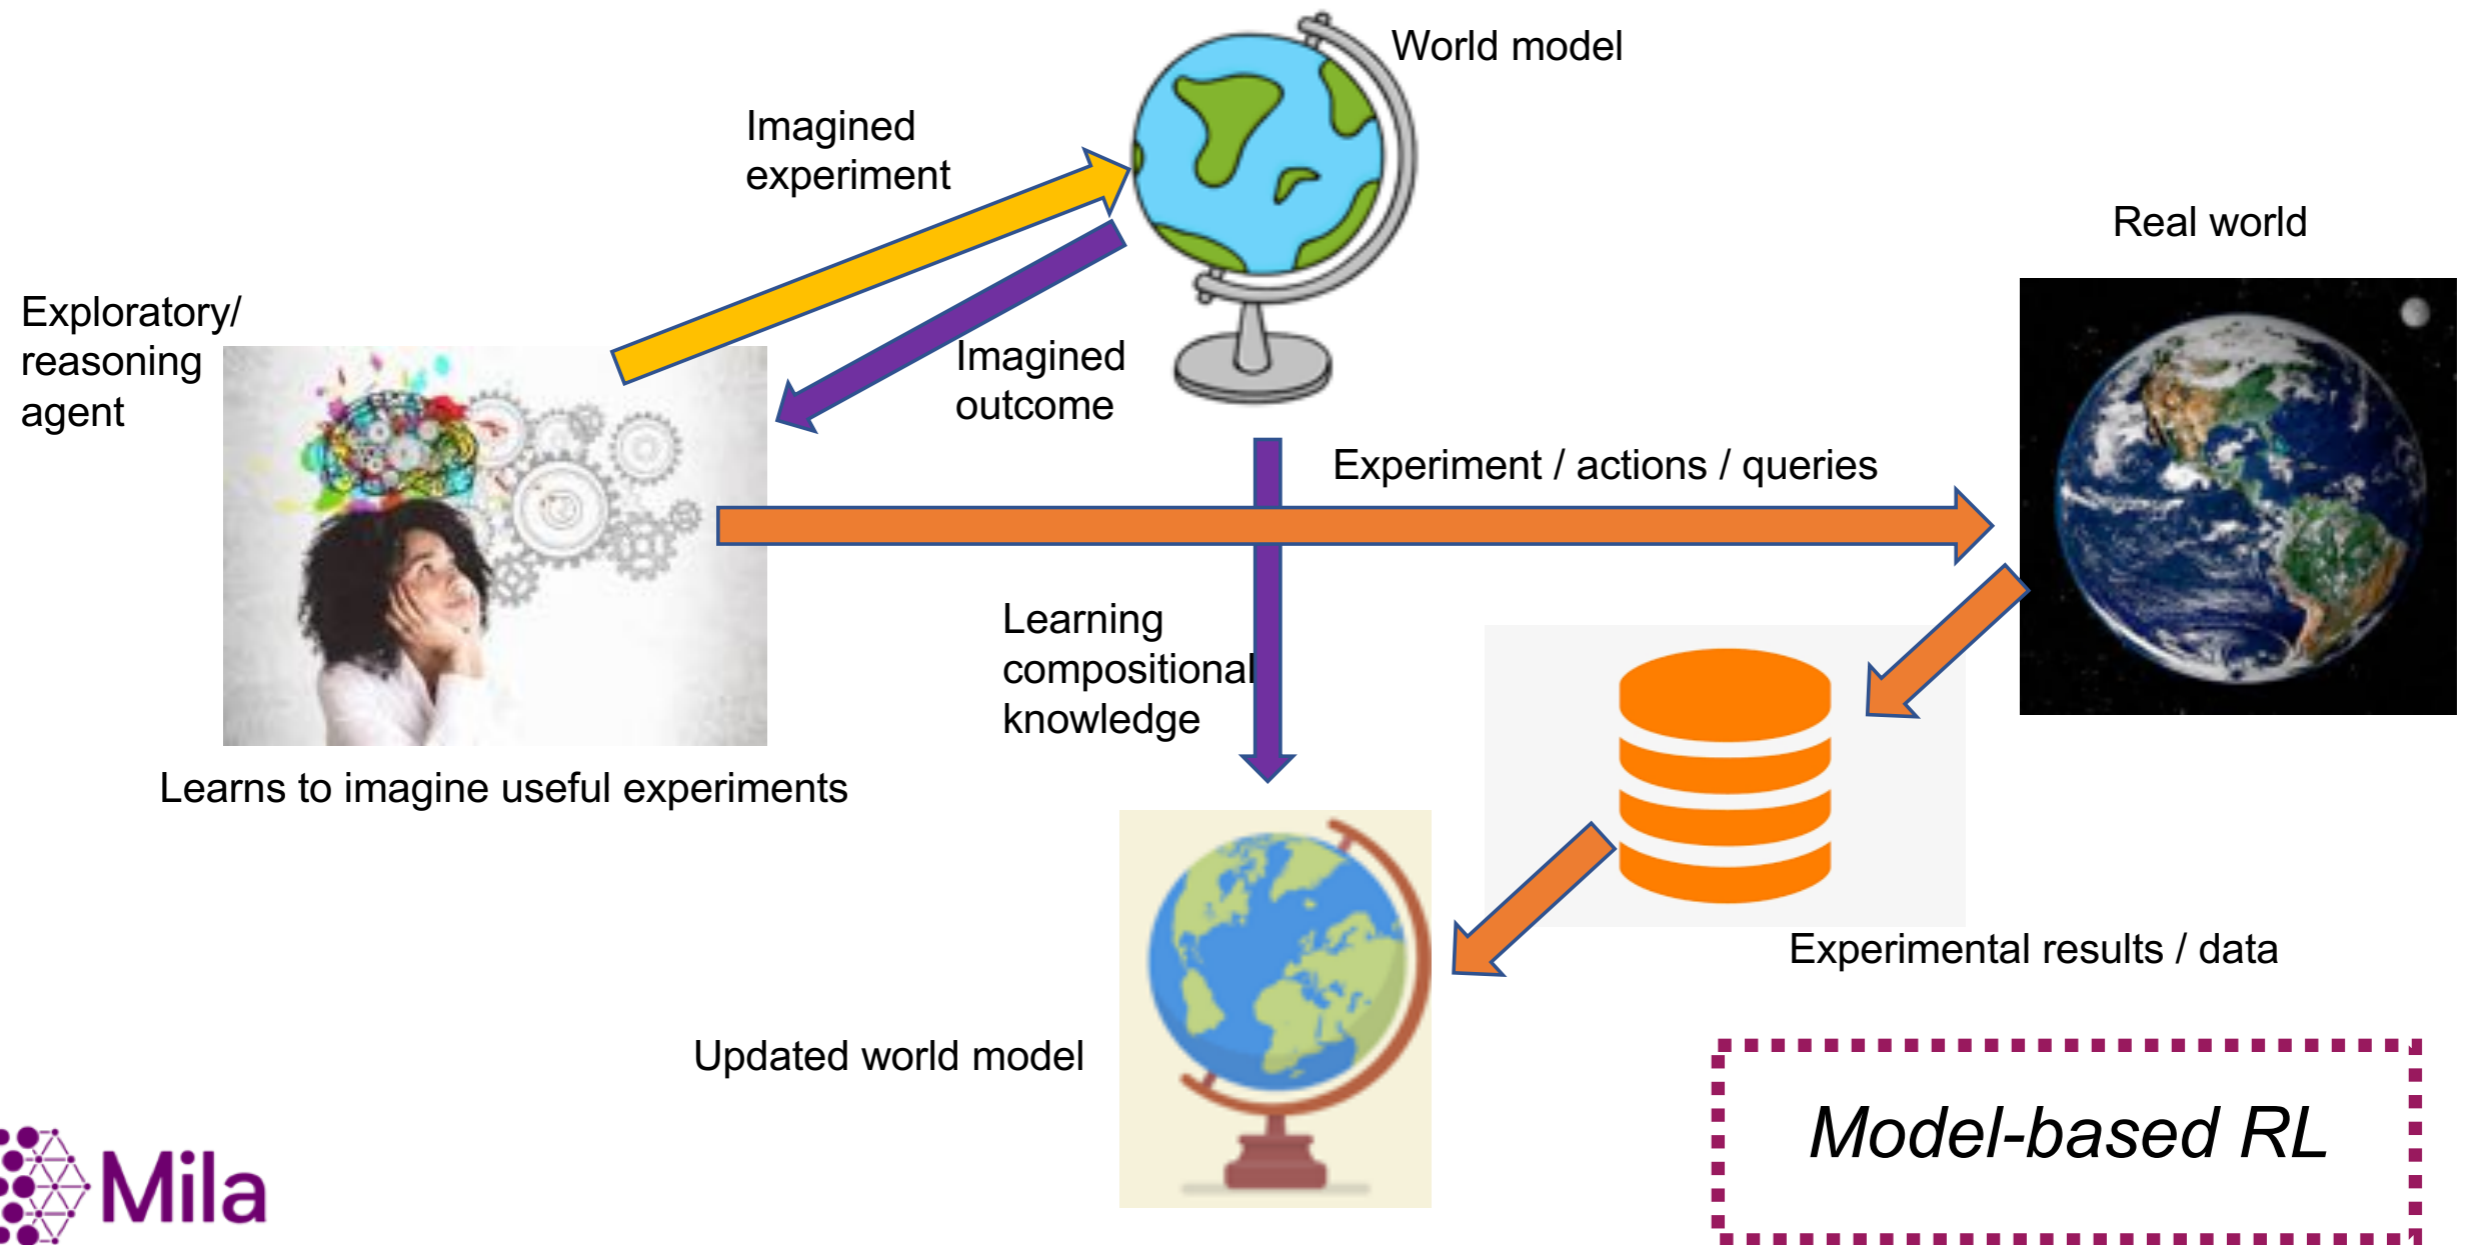 World model
Imagined
experiment
Real world
Exploratory/
reasoning
agent
Imagined
outcome
Experiment / actions / queries
Learning
compositional
knowledge
Learns to imagine useful experiments
Experimental results / data
Updated world model
Model-based RL
Mila